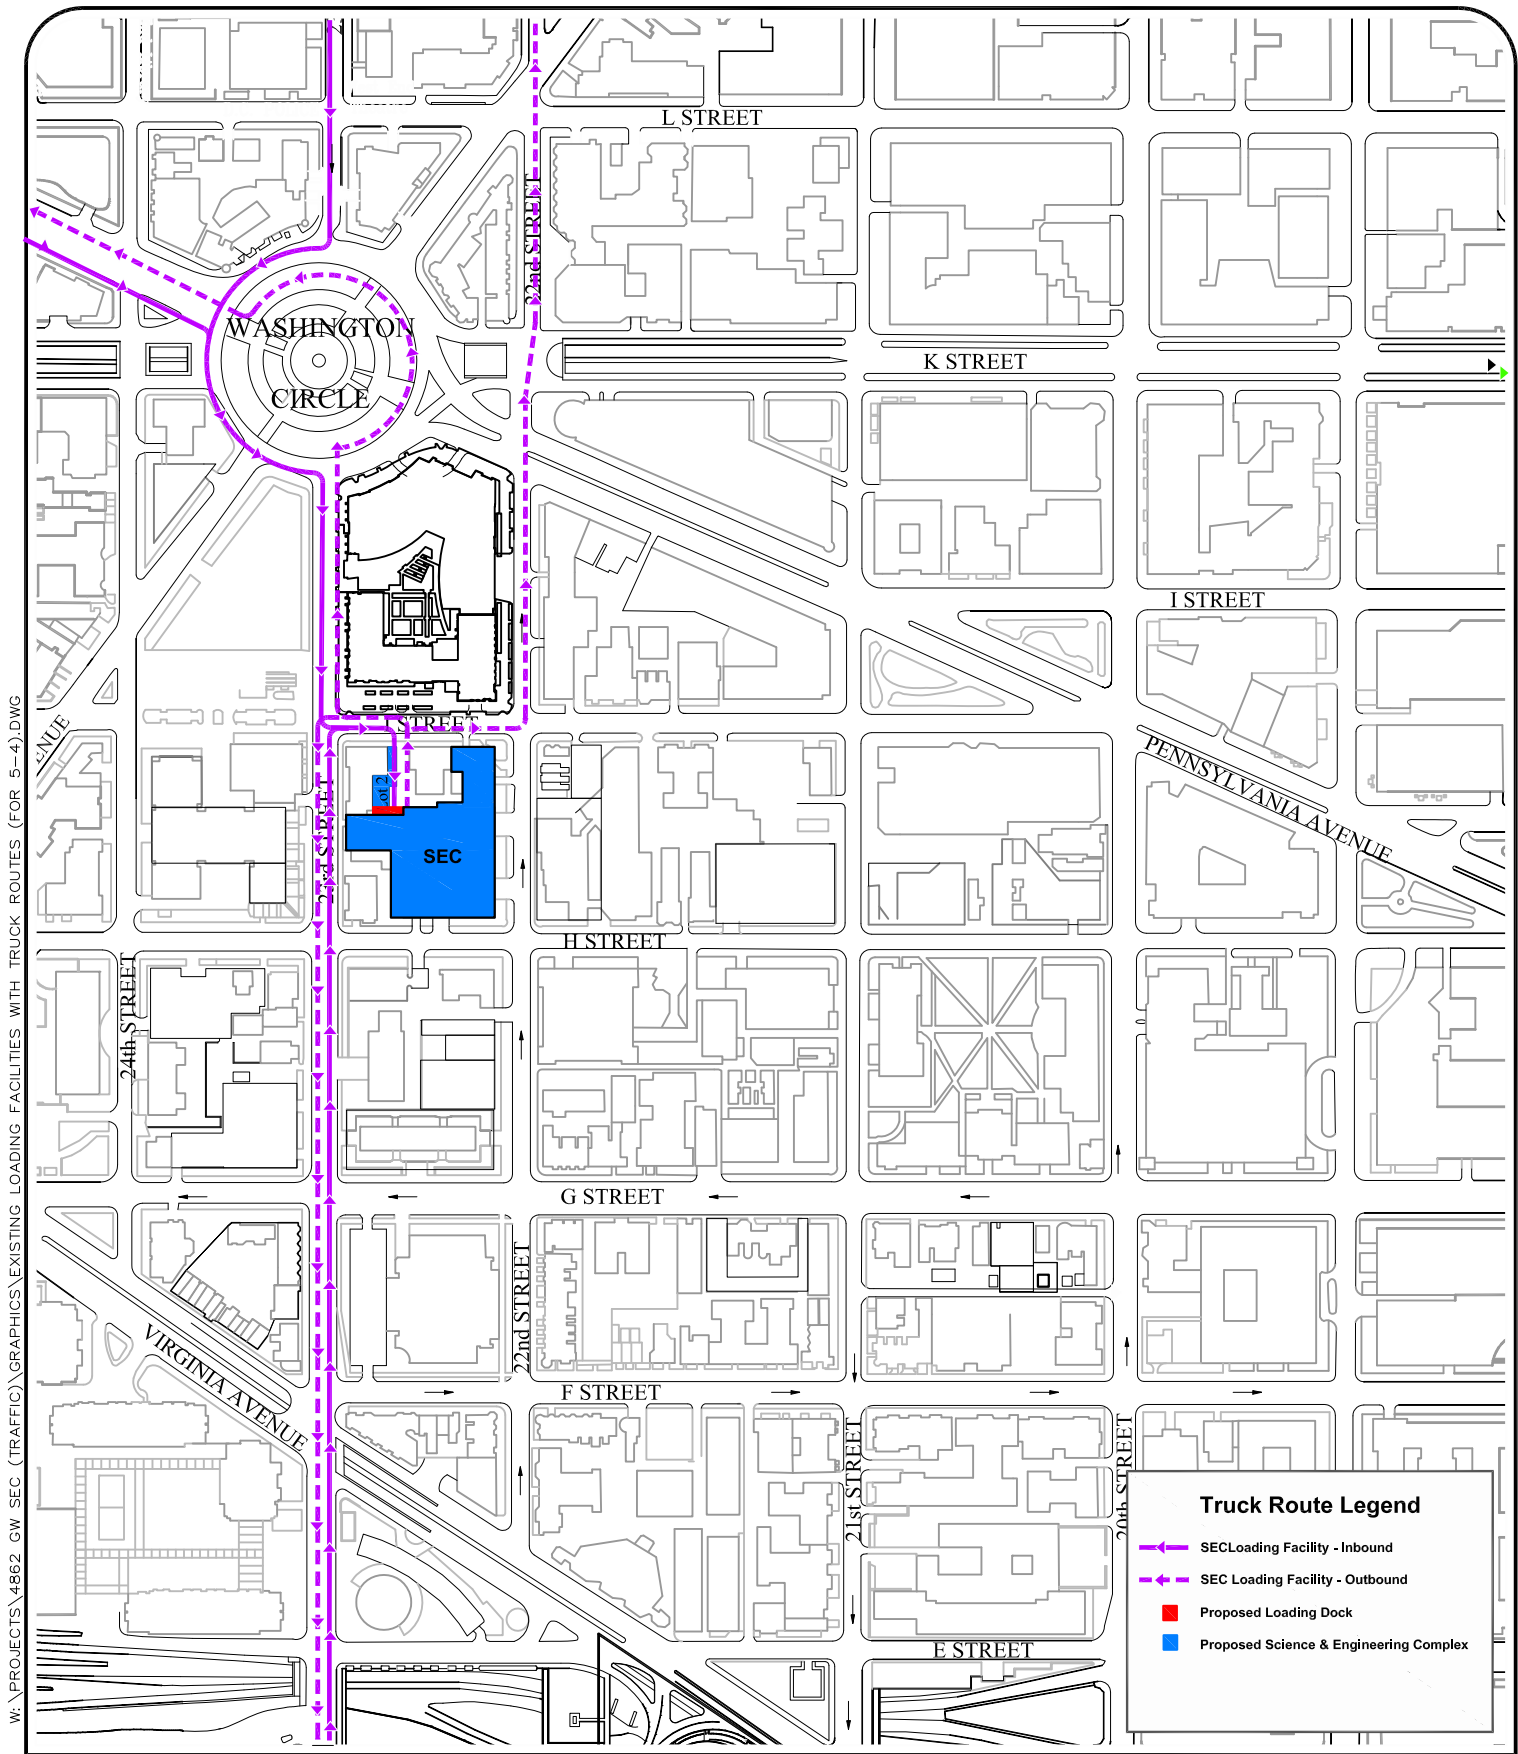 L STREET
22nd STREET
WASHINGTON
CIRCLE
K STREET
I STREET
ENUE
I STREET
PENNSYLVANIA AVENUE
Lot 2
23rd STREET
SEC
H STREET
24th STREET
G STREET
22nd STREET
VIRGINIA AVENUE
F STREET
21st STREET
20th STREET
E STREET
Truck Route Legend
SECLoading Facility - Inbound
SEC Loading Facility - Outbound
Proposed Loading Dock
Proposed Science & Engineering Complex
W:\PROJECTS\4862 GW SEC (TRAFFIC)\GRAPHICS\EXISTING LOADING FACILITIES WITH TRUCK ROUTES (FOR 5-4).DWG